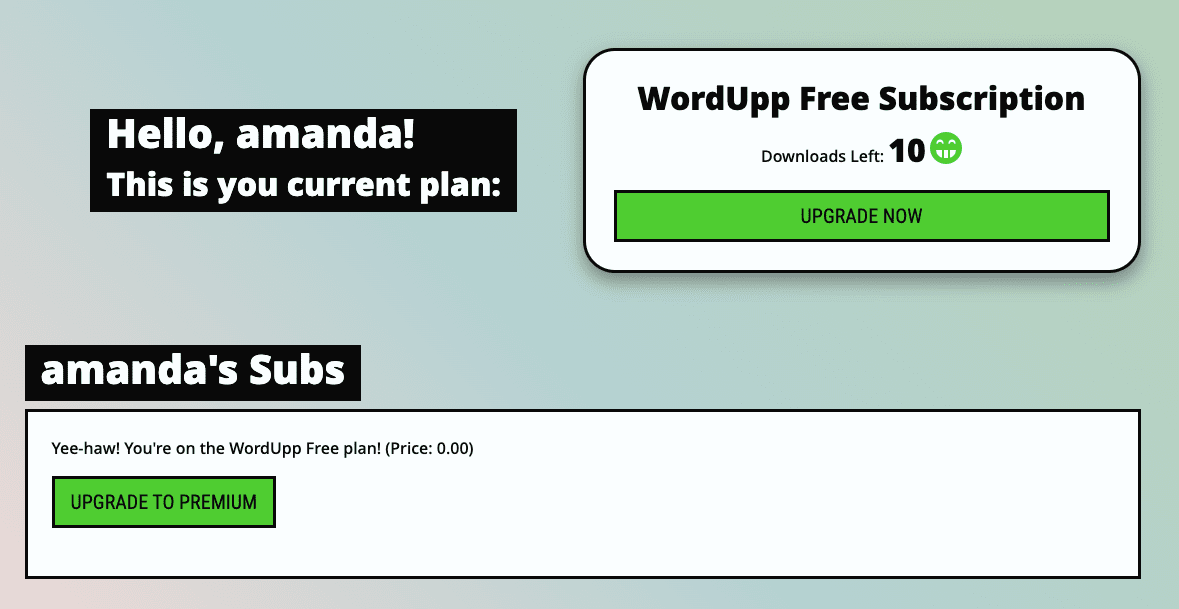 Hello, amanda!
This is you current plan:
WordUpp Free Subscription
Downloads Left: 10
UPGRADE NOW
amanda's Subs
Yee-haw! You're on the WordUpp Free plan! (Price: 0.00)
UPGRADE TO PREMIUM